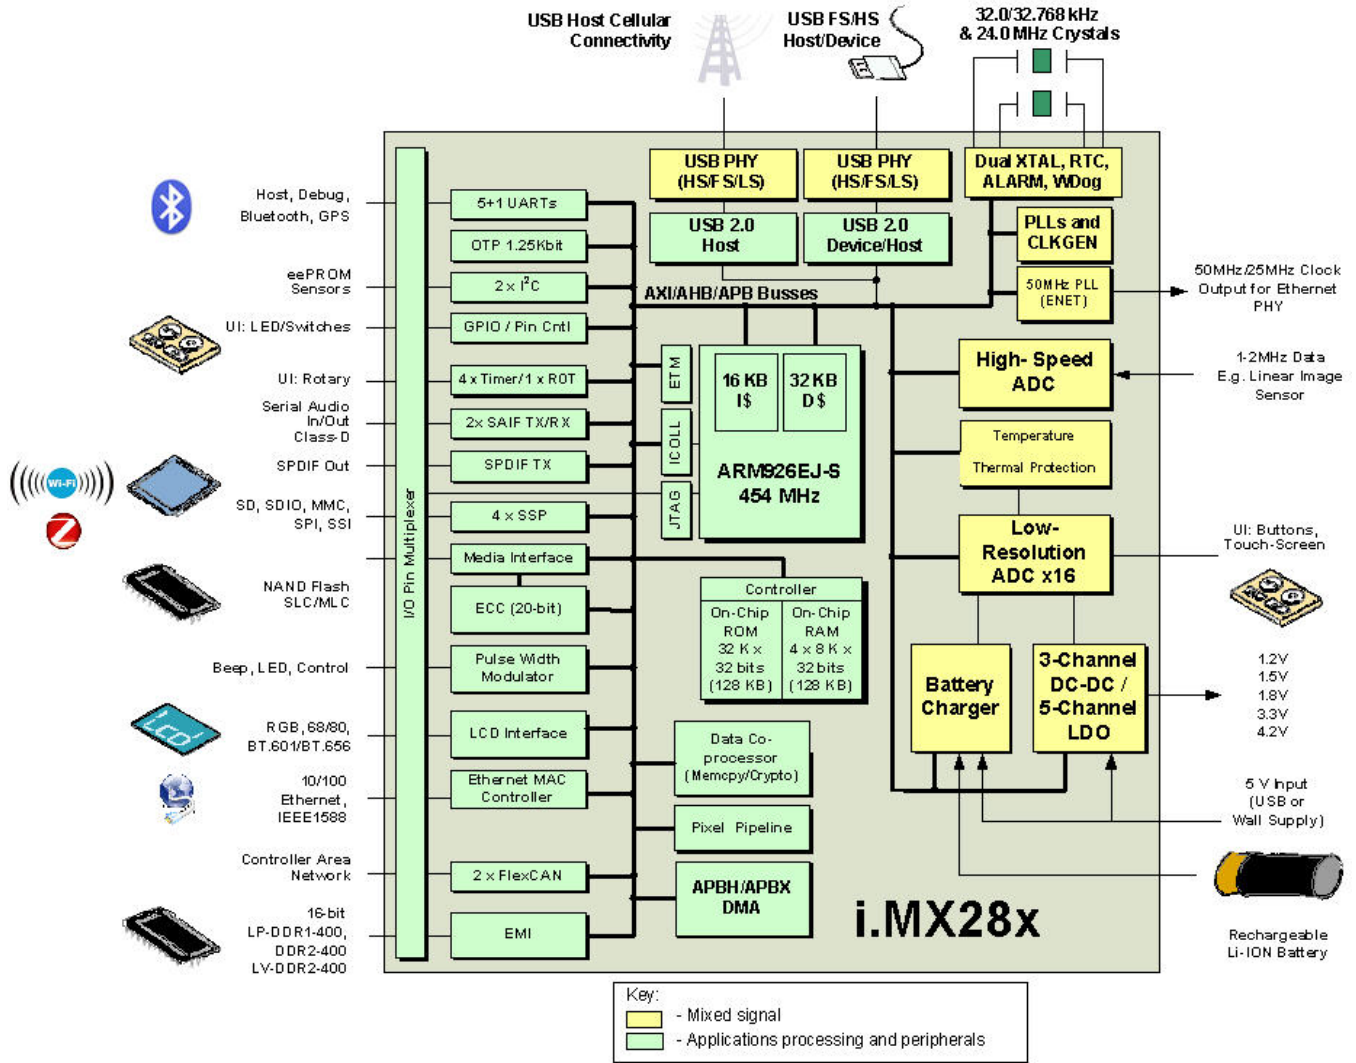 USB Host Cellular
Connectivity
USB FS/HS
Host/Device
32.0/32.768 kHz
& 24.0 MHz Crystals
Host, Debug,
Bluetooth, GPS
eePROM
Sensors
UI: LED/Switches
UI: Rotary
Serial Audio
In/Out
Class-D
SPDIF Out
Wi-Fi
SD, SDIO, MMC,
SPI, SSI
NAND Flash
SLC/MLC
Beep, LED, Control
lcd
RGB, 68/80,
BT.601/BT.656
10/100
Ethernet,
IEEE1588
Controller Area
Network
16-bit
LP-DDR1-400,
DDR2-400
LV-DDR2-400
I/O Pin Multiplexer
5+1 UARTs
OTP 1.25Kbit
2 x I²C
GPIO / Pin Cntl
4 x Timer/1 x ROT
2x SAIF TX/RX
SPDIF TX
4 x SSP
Media Interface
ECC (20-bit)
Pulse Width
Modulator
LCD Interface
Ethernet MAC
Controller
2 x FlexCAN
EMI
USB PHY
(HS/FS/LS)
USB PHY
(HS/FS/LS)
USB 2.0
Host
USB 2.0
Device/Host
AXI/AHB/APB Busses
ETM
ICOLL
JTAG
16 KB
I$
32 KB
D$
ARM926EJ-S
454 MHz
Controller
On-Chip
ROM
32 K x
32 bits
(128 KB)
On-Chip
RAM
4 x 8 K x
32 bits
(128 KB)
Data Co-
processor
(Memcpy/Crypto)
Pixel Pipeline
APBH/APBX
DMA
Dual XTAL, RTC,
ALARM, WDog
PLLs and
CLKGEN
50MHz PLL
(ENET)
High- Speed
ADC
Temperature
Thermal Protection
Low-
Resolution
ADC x16
Battery
Charger
3-Channel
DC-DC /
5-Channel
LDO
i.MX28x
50MHz/25MHz Clock
Output for Ethernet
PHY
1-2MHz Data
E.g. Linear Image
Sensor
UI: Buttons,
Touch-Screen
1.2V
1.5V
1.8V
3.3V
4.2V
5 V Input
(USB or
Wall Supply)
Rechargeable
Li-ION Battery
Key:
- Mixed signal
- Applications processing and peripherals